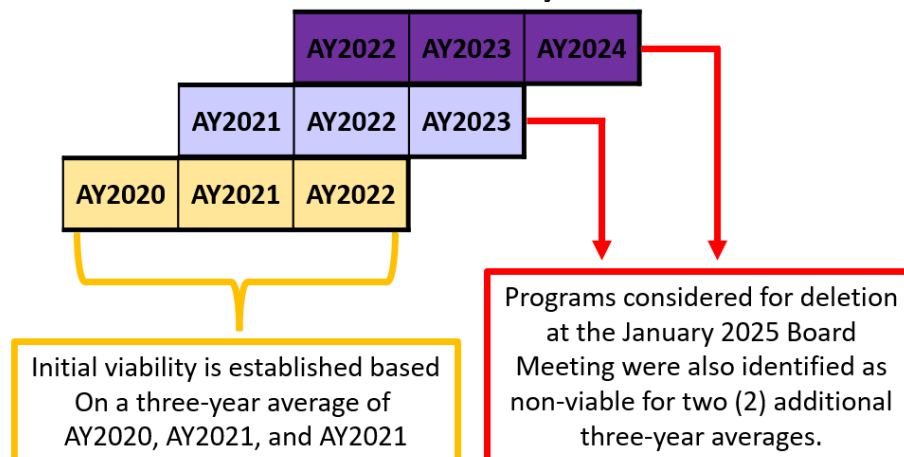 AY2022 AY2023 AY2024
AY2021 AY2022 AY2023
AY2020 AY2021 AY2022
Initial viability is established based
On a three-year average of
AY2020, AY2021, and AY2021
Programs considered for deletion
at the January 2025 Board
Meeting were also identified as
non-viable for two (2) additional
three-year averages.